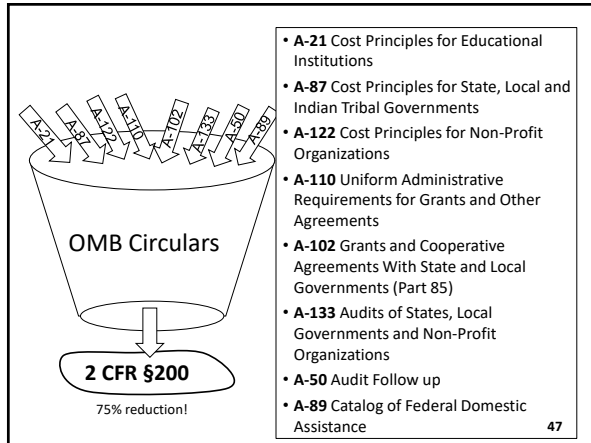 A-21
A-87
A-122
A-110
A-102
A-133
A-50
A-89
OMB Circulars
2 CFR §200
75% reduction!
• A-21 Cost Principles for Educational
Institutions
• A-87 Cost Principles for State, Local and
Indian Tribal Governments
• A-122 Cost Principles for Non-Profit
Organizations
• A-110 Uniform Administrative
Requirements for Grants and Other
Agreements
• A-102 Grants and Cooperative
Agreements With State and Local
Governments (Part 85)
• A-133 Audits of States, Local
Governments and Non-Profit
Organizations
• A-50 Audit Follow up
• A-89 Catalog of Federal Domestic
Assistance
47